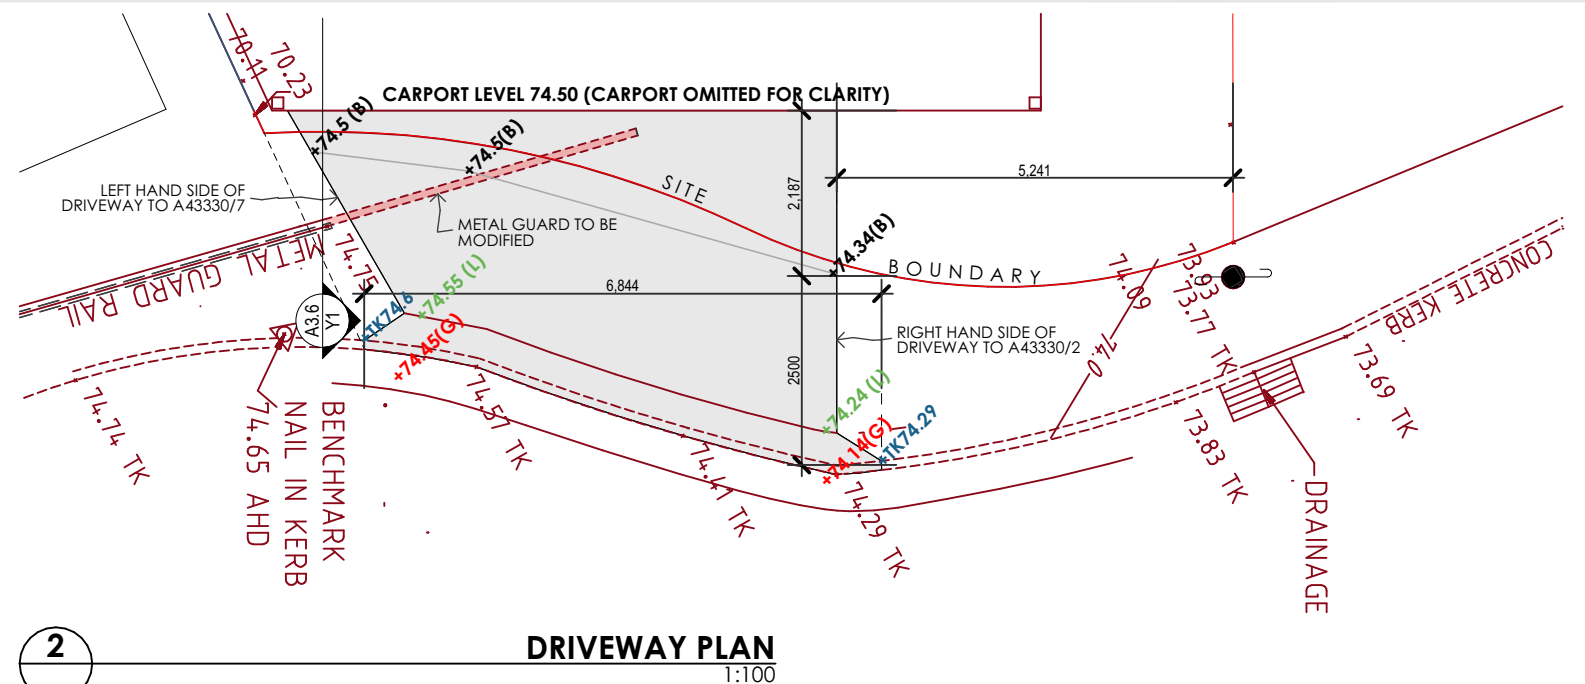 70.11
70.23
CARPORT LEVEL 74.50 (CARPORT OMITTED FOR CLARITY)
+74.5 (B)
+74.5(B)
SITE
2,187
5,241
LEFT HAND SIDE OF
DRIVEWAY TO A43330/7
METAL GUARD TO BE
MODIFIED
METAL GUARD RAIL
74.75
+74.34(B)
BOUNDARY
74.09
73.93
73.77 TK
CONCRETE KERB
+74.55 (L)
6,844
A3.6
Y1
+TK74.6
+74.45(G)
RIGHT HAND SIDE OF
DRIVEWAY TO A43330/2
74.0
73.69 TK
2500
74.74 TK
74.57 TK
BENCHMARK
NAIL IN KERB
74.65 AHD
+74.24 (L)
+74.14(G)
+TK74.29
74.41 TK
74.29 TK
73.83 TK
DRAINAGE
2
DRIVEWAY PLAN
1:100